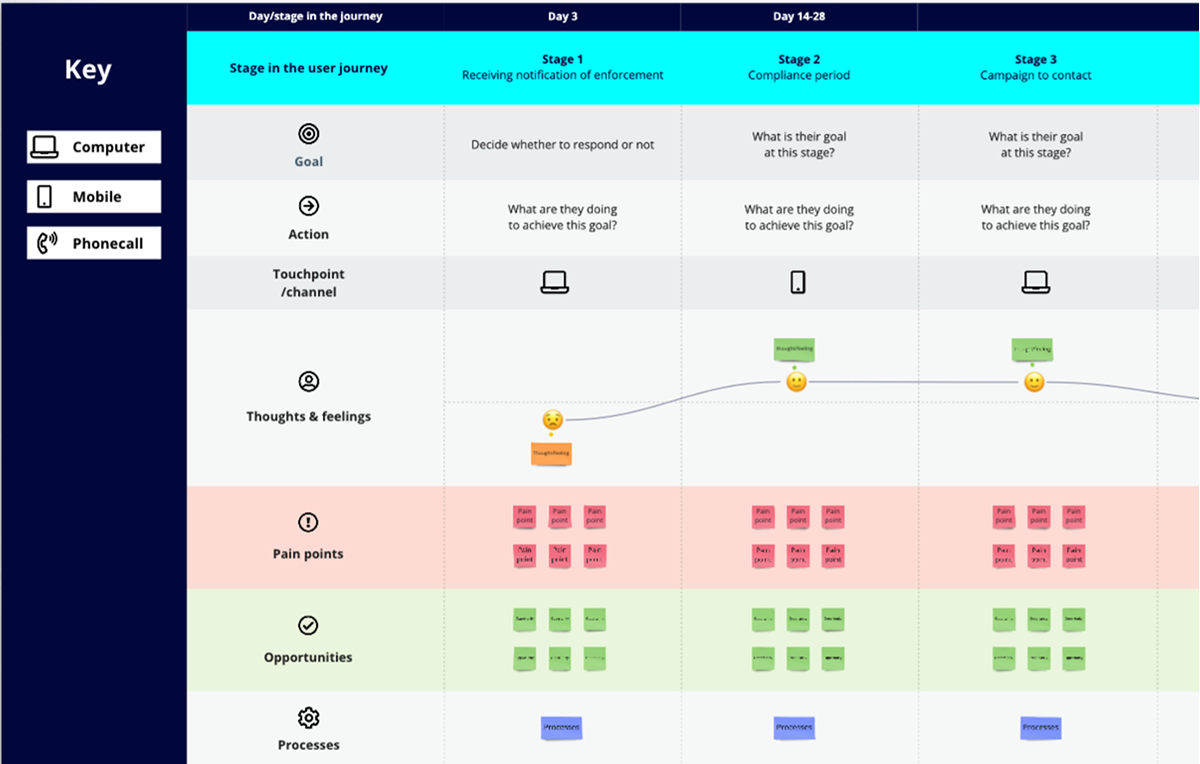 Day/stage in the journey
Day 3
Day 14-28
Key
Computer
Mobile
Phonecall
Stage in the user journey
Stage 1
Receiving notification of enforcement
Stage 2
Compliance period
Stage 3
Campaign to contact
Goal
Decide whether to respond or not
What is their goal
at this stage?
What is their goal
at this stage?
Action
What are they doing
to achieve this goal?
What are they doing
to achieve this goal?
What are they doing
to achieve this goal?
Touchpoint
/channel
Thoughts & feelings
Thought/feeling
Thought/feeling
Thought/feeling
Pain points
Pain
point
Pain
point
Pain
point
Pain
point
Pain
point
Pain
point
Pain
point
Pain
point
Pain
point
Pain
point
Pain
point
Pain
point
Pain
point
Pain
point
Pain
point
Pain
point
Pain
point
Pain
point
Opportunities
Processes
Processes
Processes
Processes